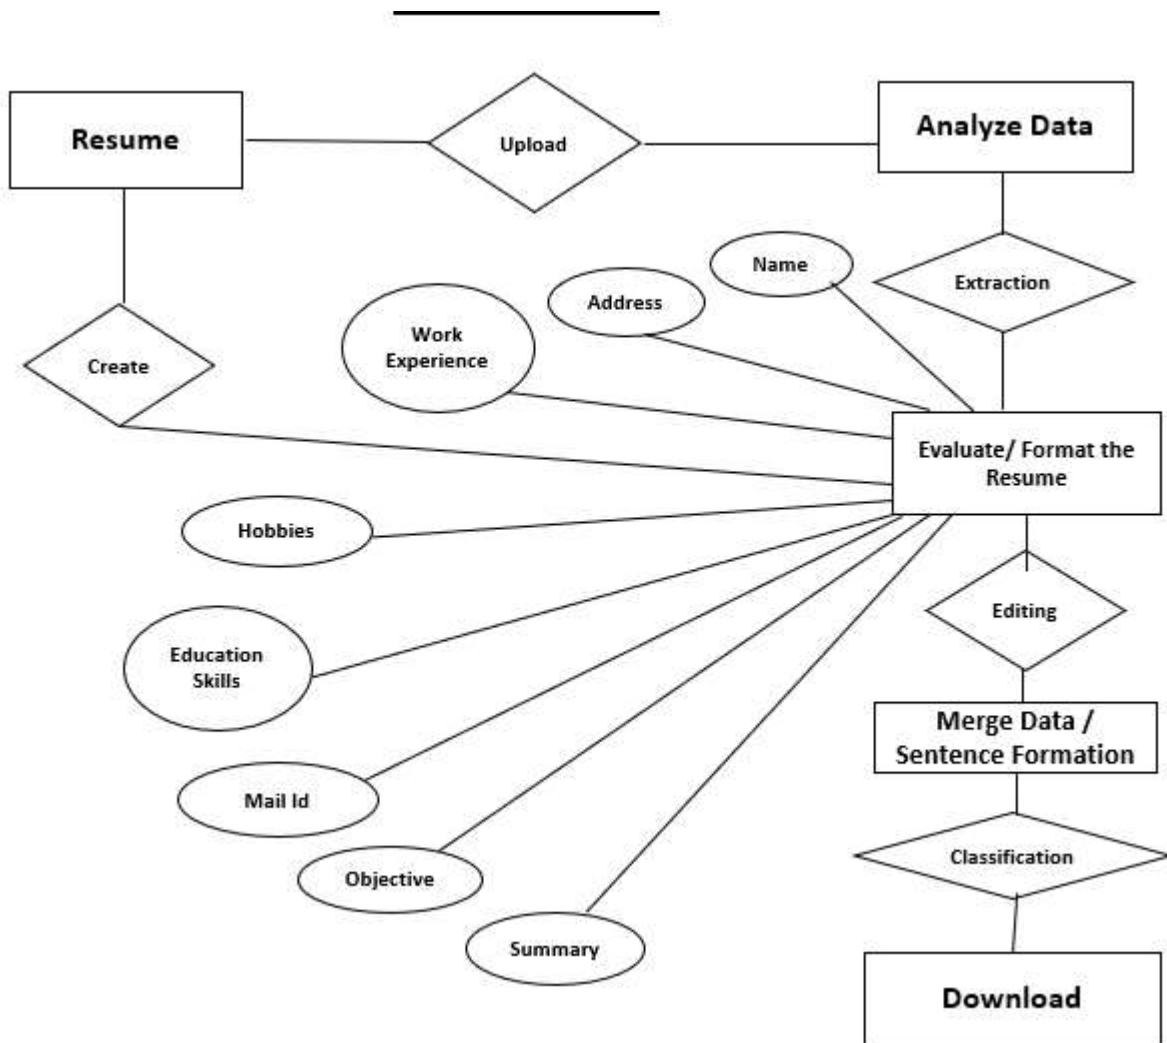 Resume
Upload
Analyze Data
Name
Extraction
Address
Work
Experience
Create
Evaluate/ Format the
Resume
Hobbies
Editing
Education
Skills
Merge Data /
Sentence Formation
Mail Id
Classification
Objective
Summary
Download